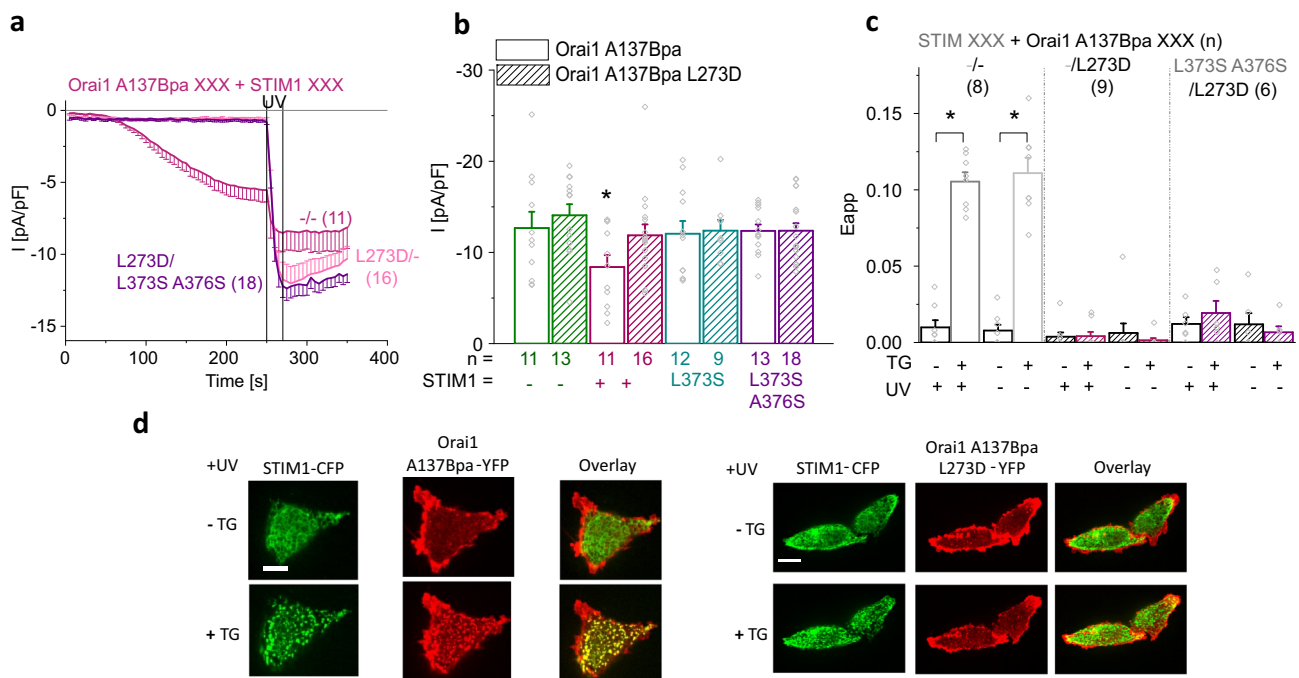 a
Orai1 A137Bpa XXX + STIM1 XXX
UV
0
-5
-10
-15
I [pA/pF]
-/- (11)
L273D/-
(16)
L273D/
L373S A376S (18)
0 100 200 300 400
Time [s]
b
Orai1 A137Bpa
Orai1 A137Bpa L273D
-30
-20
-10
0
I [pA/pF]
*
n = 11 13 11 16 12 9 13 18
STIM1 = - - + + L373S L373S
A376S
c
STIM XXX + Orai1 A137Bpa XXX (n)
-/- -/L273D L373S A376S
(8) (9) /L273D (6)
* *
0.10
0.05
0.00
Eapp
TG - + - + - + - + - + - +
UV + + - - + + - - + + - -
d
+UV STIM1-CFP Orai1
A137Bpa-YFP Overlay
- TG
+ TG
+UV STIM1-CFP Orai1 A137Bpa
L273D-YFP Overlay
- TG
+ TG